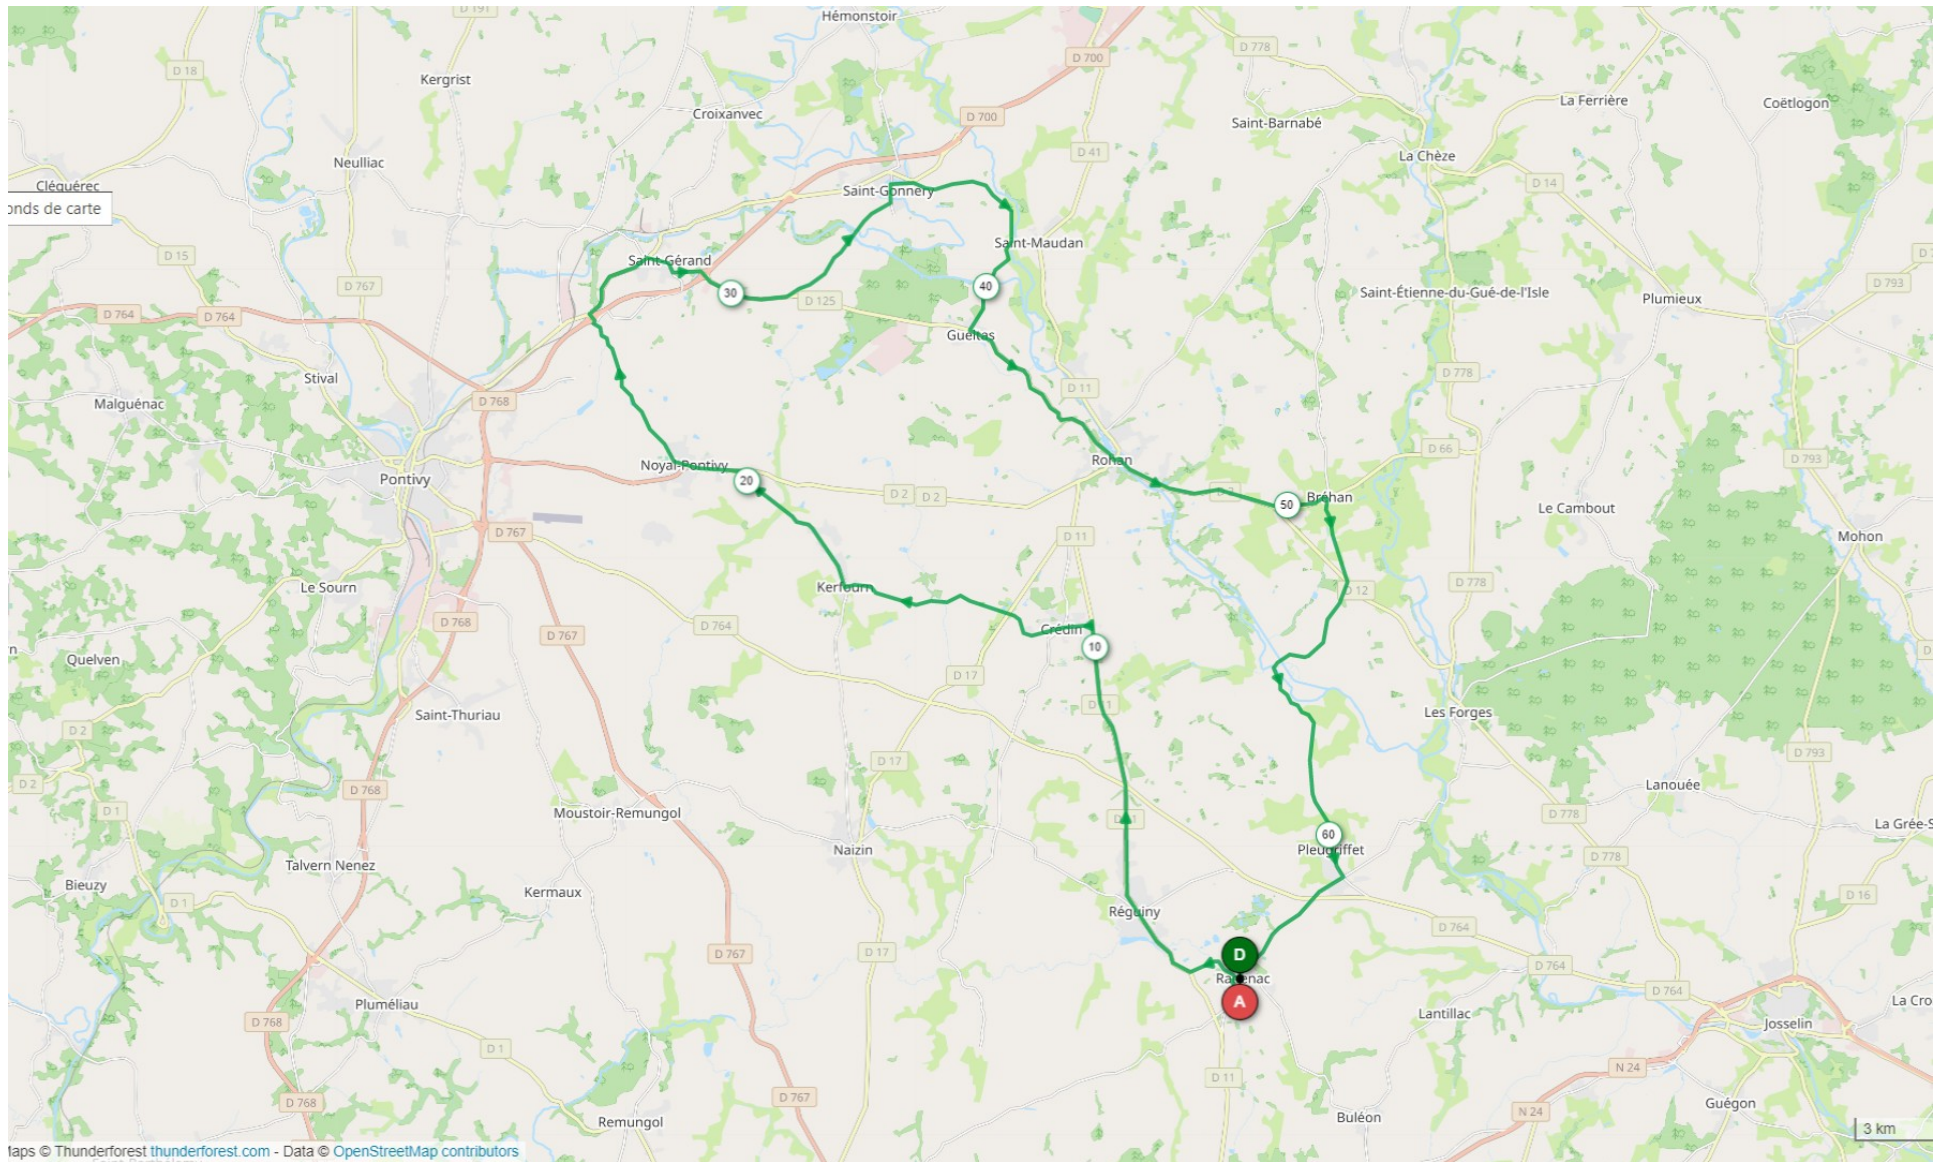 D 191
Hémonstoir
D 778
D 700
D 18
Kergrist
La Ferrière
Coëtlogon
Croixanvec
D 700
Saint-Barnabé
Neulliac
D 41
La Chèze
Cléguérec
Saint-Gonnery
D 14
onds de carte
Saint-Maudan
D 15
Saint-Gérand
D 767
30
40
D 125
Saint-Étienne-du-Gué-de-l'Isle
Plumieux
D 793
D 764
D 764
Gueltas
Stival
D 11
D 778
Malguénac
D 768
D 66
Noyal-Pontivy
Rohan
D 793
Pontivy
20
D 2
D 2
50
Bréhan
Le Cambout
D 767
D 11
Mohon
Le Sourn
Kerfourn
D 12
D 778
D 768
D 767
D 764
Crédin
10
Quelven
D 17
Saint-Thuriau
Les Forges
D 2
D 17
D 793
D 2
D 768
Lanouée
D 1
Moustoir-Remungol
D 778
La Grée-S
60
Naizin
Pleugriffet
D 778
Talvern Nenez
Bieuzy
Kermaux
D 16
D 1
Réguiny
D 764
D 767
D 17
D
D 764
Radenac
D 764
A
Pluméliau
La Cro
Lantillac
D 768
Josselin
D 1
N 24
D 11
D 768
D 767
Guégon
Remungol
Buléon
N 24
3 km
Maps © Thunderforest thunderforest.com - Data © OpenStreetMap contributors